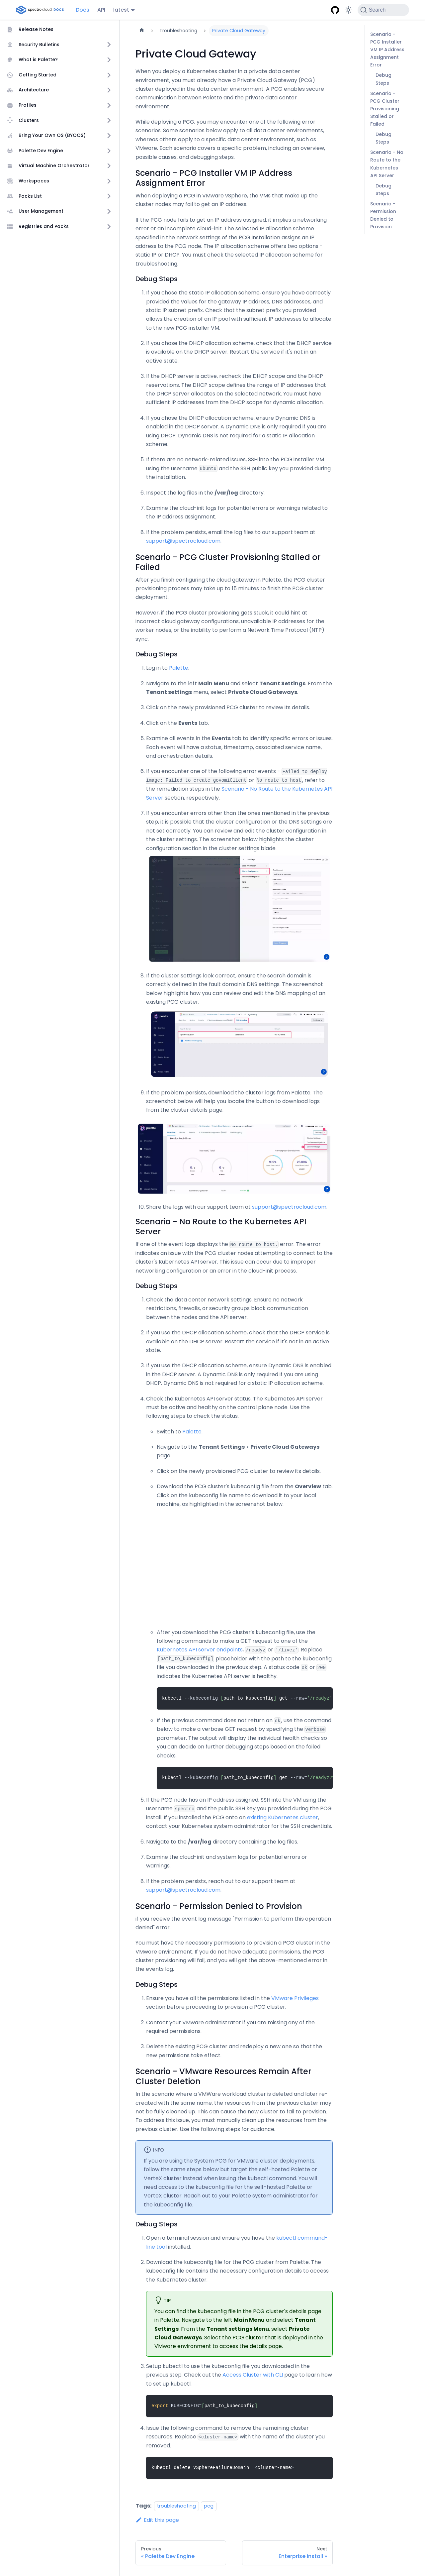 spectro cloud DOCS
Docs
API
latest
Search
Release Notes
Security Bulletins
What is Palette?
Getting Started
Architecture
Profiles
Clusters
Bring Your Own OS (BYOOS)
Palette Dev Engine
Virtual Machine Orchestrator
Workspaces
Packs List
User Management
Registries and Packs
Troubleshooting
Private Cloud Gateway
Private Cloud Gateway
When you deploy a Kubernetes cluster in a private data center
environment, you must already have a Private Cloud Gateway (PCG)
cluster deployed in the data center. A PCG enables secure
communication between Palette and your private data center
environment.
While deploying a PCG, you may encounter one of the following
scenarios. Some scenarios below apply to all data center environments,
whereas others apply to a specific data center environment, such as
VMware. Each scenario covers a specific problem, including an overview,
possible causes, and debugging steps.
Scenario - PCG Installer VM IP Address
Assignment Error
When deploying a PCG in VMware vSphere, the VMs that make up the
cluster nodes may fail to get an IP address.
If the PCG node fails to get an IP address assigned, it implies a networking
error or an incomplete cloud-init. The selected IP allocation scheme
specified in the network settings of the PCG installation assigns an IP
address to the PCG node. The IP allocation scheme offers two options -
static IP or DHCP. You must check the selected IP allocation scheme for
troubleshooting.
Debug Steps
1. If you chose the static IP allocation scheme, ensure you have correctly
provided the values for the gateway IP address, DNS addresses, and
static IP subnet prefix. Check that the subnet prefix you provided
allows the creation of an IP pool with sufficient IP addresses to allocate
to the new PCG installer VM.
2. If you chose the DHCP allocation scheme, check that the DHCP service
is available on the DHCP server. Restart the service if it's not in an
active state.
3. If the DHCP service is active, recheck the DHCP scope and the DHCP
reservations. The DHCP scope defines the range of IP addresses that
the DHCP server can allocate on the selected network. You must have
sufficient IP addresses from the DHCP scope for dynamic allocation.
4. If you chose the DHCP allocation scheme, ensure Dynamic DNS is
enabled in the DHCP server. A Dynamic DNS is only required if you are
using DHCP. Dynamic DNS is not required for a static IP allocation
scheme.
5. If there are no network-related issues, SSH into the PCG installer VM
using the username ubuntu and the SSH public key you provided during
the installation.
6. Inspect the log files in the /var/log directory.
7. Examine the cloud-init logs for potential errors or warnings related to
the IP address assignment.
8. If the problem persists, email the log files to our support team at
support@spectrocloud.com.
Scenario - PCG Cluster Provisioning Stalled or
Failed
After you finish configuring the cloud gateway in Palette, the PCG cluster
provisioning process may take up to 15 minutes to finish the PCG cluster
deployment.
However, if the PCG cluster provisioning gets stuck, it could hint at
incorrect cloud gateway configurations, unavailable IP addresses for the
worker nodes, or the inability to perform a Network Time Protocol (NTP)
sync.
Debug Steps
1. Log in to Palette.
2. Navigate to the left Main Menu and select Tenant Settings. From the
Tenant settings menu, select Private Cloud Gateways.
3. Click on the newly provisioned PCG cluster to review its details.
4. Click on the Events tab.
5. Examine all events in the Events tab to identify specific errors or issues.
Each event will have a status, timestamp, associated service name,
and orchestration details.
6. If you encounter one of the following error events - Failed to deploy
image: Failed to create govomiClient or No route to host, refer to
the remediation steps in the Scenario - No Route to the Kubernetes API
Server section, respectively.
7. If you encounter errors other than the ones mentioned in the previous
step, it is possible that the cluster configuration or the DNS settings are
not set correctly. You can review and edit the cluster configuration in
the cluster settings. The screenshot below highlights the cluster
configuration section in the cluster settings blade.
8. If the cluster settings look correct, ensure the search domain is
correctly defined in the fault domain's DNS settings. The screenshot
below highlights how you can review and edit the DNS mapping of an
existing PCG cluster.
9. If the problem persists, download the cluster logs from Palette. The
screenshot below will help you locate the button to download logs
from the cluster details page.
10. Share the logs with our support team at support@spectrocloud.com.
Scenario - No Route to the Kubernetes API
Server
If one of the event logs displays the No route to host. error. The error
indicates an issue with the PCG cluster nodes attempting to connect to the
cluster's Kubernetes API server. This issue can occur due to improper
networking configuration or an error in the cloud-init process.
Debug Steps
1. Check the data center network settings. Ensure no network
restrictions, firewalls, or security groups block communication
between the nodes and the API server.
2. If you use the DHCP allocation scheme, check that the DHCP service is
available on the DHCP server. Restart the service if it's not in an active
state.
3. If you use the DHCP allocation scheme, ensure Dynamic DNS is enabled
in the DHCP server. A Dynamic DNS is only required if you are using
DHCP. Dynamic DNS is not required for a static IP allocation scheme.
4. Check the Kubernetes API server status. The Kubernetes API server
must be active and healthy on the control plane node. Use the
following steps to check the status.
Switch to Palette.
Navigate to the Tenant Settings > Private Cloud Gateways
page.
Click on the newly provisioned PCG cluster to review its details.
Download the PCG cluster's kubeconfig file from the Overview tab.
Click on the kubeconfig file name to download it to your local
machine, as highlighted in the screenshot below.
After you download the PCG cluster's kubeconfig file, use the
following commands to make a GET request to one of the
Kubernetes API server endpoints, /readyz or '/livez'. Replace
[path_to_kubeconfig] placeholder with the path to the kubeconfig
file you downloaded in the previous step. A status code ok or 200
indicates the Kubernetes API server is healthy.
kubectl --kubeconfig [path_to_kubeconfig] get --raw='/readyz'
If the previous command does not return an ok, use the command
below to make a verbose GET request by specifying the verbose
parameter. The output will display the individual health checks so
you can decide on further debugging steps based on the failed
checks.
kubectl --kubeconfig [path_to_kubeconfig] get --raw='/readyz?
5. If the PCG node has an IP address assigned, SSH into the VM using the
username spectro and the public SSH key you provided during the PCG
install. If you installed the PCG onto an existing Kubernetes cluster,
contact your Kubernetes system administrator for the SSH credentials.
6. Navigate to the /var/log directory containing the log files.
7. Examine the cloud-init and system logs for potential errors or
warnings.
8. If the problem persists, reach out to our support team at
support@spectrocloud.com.
Scenario - Permission Denied to Provision
If you receive the event log message "Permission to perform this operation
denied" error.
You must have the necessary permissions to provision a PCG cluster in the
VMware environment. If you do not have adequate permissions, the PCG
cluster provisioning will fail, and you will get the above-mentioned error in
the events log.
Debug Steps
1. Ensure you have all the permissions listed in the VMware Privileges
section before proceeding to provision a PCG cluster.
2. Contact your VMware administrator if you are missing any of the
required permissions.
3. Delete the existing PCG cluster and redeploy a new one so that the
new permissions take effect.
Scenario - VMware Resources Remain After
Cluster Deletion
In the scenario where a VMWare workload cluster is deleted and later re-
created with the same name, the resources from the previous cluster may
not be fully cleaned up. This can cause the new cluster to fail to provision.
To address this issue, you must manually clean up the resources from the
previous cluster. Use the following steps for guidance.
INFO
If you are using the System PCG for VMware cluster deployments,
follow the same steps below but target the self-hosted Palette or
VerteX cluster instead when issuing the kubectl command. You will
need access to the kubeconfig file for the self-hosted Palette or
VerteX cluster. Reach out to your Palette system administrator for
the kubeconfig file.
Debug Steps
1. Open a terminal session and ensure you have the kubectl command-
line tool installed.
2. Download the kubeconfig file for the PCG cluster from Palette. The
kubeconfig file contains the necessary configuration details to access
the Kubernetes cluster.
TIP
You can find the kubeconfig file in the PCG cluster's details page
in Palette. Navigate to the left Main Menu and select Tenant
Settings. From the Tenant settings Menu, select Private
Cloud Gateways. Select the PCG cluster that is deployed in the
VMware environment to access the details page.
3. Setup kubectl to use the kubeconfig file you downloaded in the
previous step. Check out the Access Cluster with CLI page to learn how
to set up kubectl.
export KUBECONFIG=[path_to_kubeconfig]
4. Issue the following command to remove the remaining cluster
resources. Replace <cluster-name> with the name of the cluster you
removed.
kubectl delete VSphereFailureDomain <cluster-name>
Tags: troubleshooting pcg
Edit this page
Previous
« Palette Dev Engine
Next
Enterprise Install »
Scenario -
PCG Installer
VM IP Address
Assignment
Error
Debug
Steps
Scenario -
PCG Cluster
Provisioning
Stalled or
Failed
Debug
Steps
Scenario - No
Route to the
Kubernetes
API Server
Debug
Steps
Scenario -
Permission
Denied to
Provision